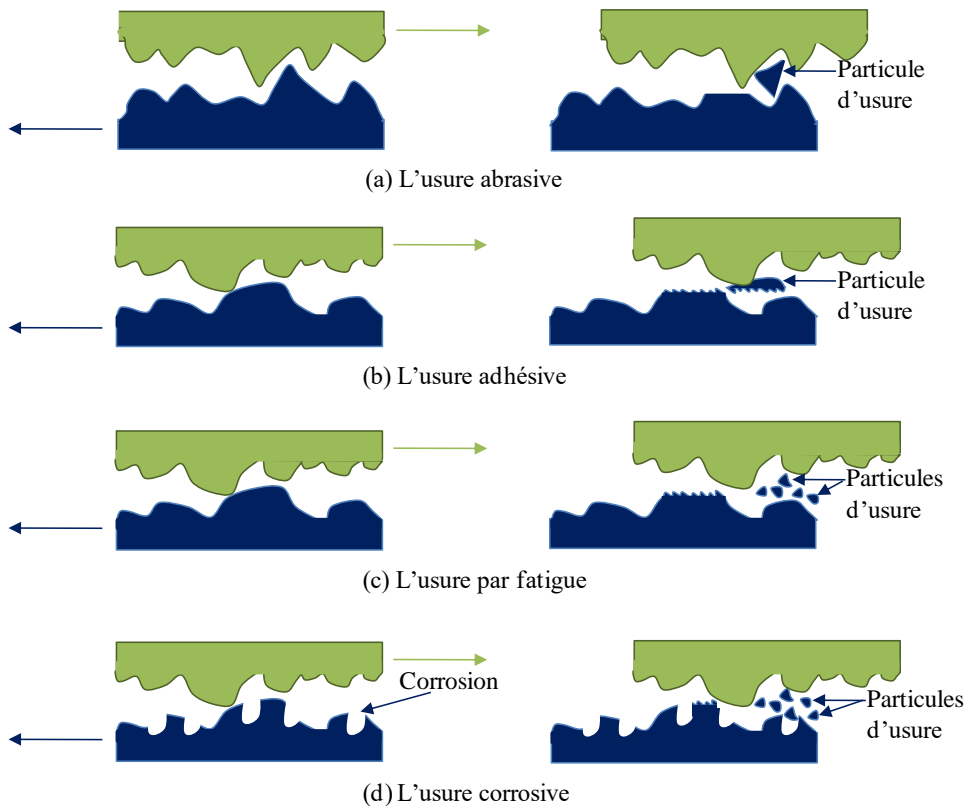 Particule
d’usure
(a) L’usure abrasive
Particule
d’usure
(b) L’usure adhésive
Particules
d’usure
(c) L’usure par fatigue
Corrosion
Particules
d’usure
(d) L’usure corrosive